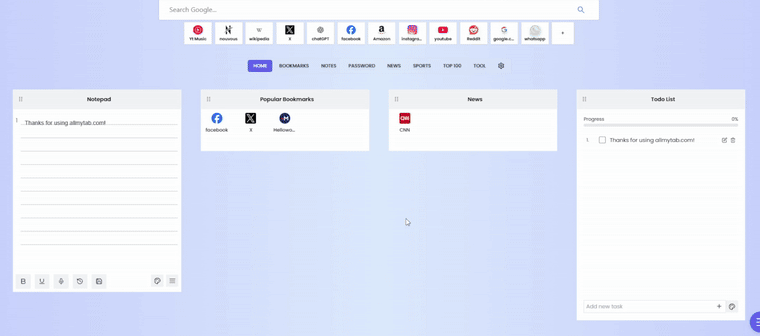 Search Google...
Yt Music
nouvous
wikipedia
X
chatGPT
facebook
Amazon
Instagra...
youtube
Reddit
google.c...
whatsapp
+
HOME BOOKMARKS NOTES PASSWORD NEWS SPORTS TOP 100 TOOL
Notepad
Thanks for using allmytab.com!
B U
Popular Bookmarks
facebook
X
Hellowo...
News
CNN
CNN
Todo List
Progress 0%
1. Thanks for using allmytab.com!
Add new task +